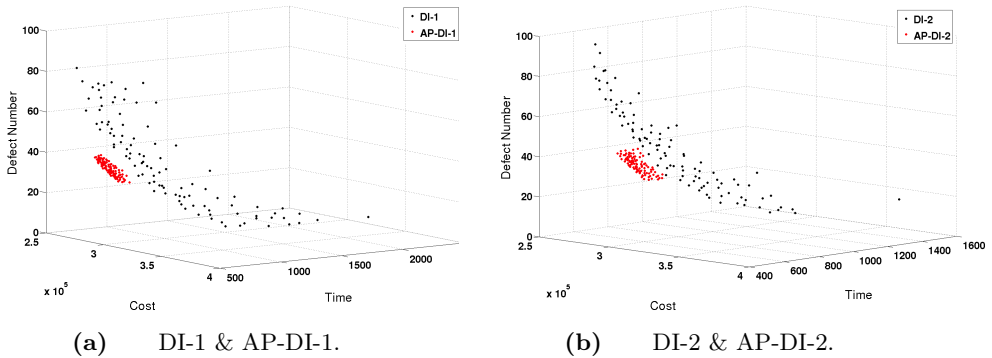 DI-1
AP-DI-1
100
80
60
40
20
0
Defect Number
2.5
3
3.5
4
x 10^5
Cost
500
1000
1500
2000
Time
(a) DI-1 & AP-DI-1.
DI-2
AP-DI-2
100
80
60
40
20
0
Defect Number
2.5
3
3.5
4
x 10^5
Cost
400
600
800
1000
1200
1400
1600
Time
(b) DI-2 & AP-DI-2.